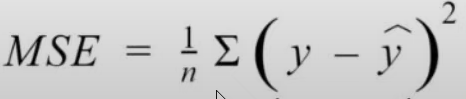 MSE = 1/n Σ ( y − ŷ )²